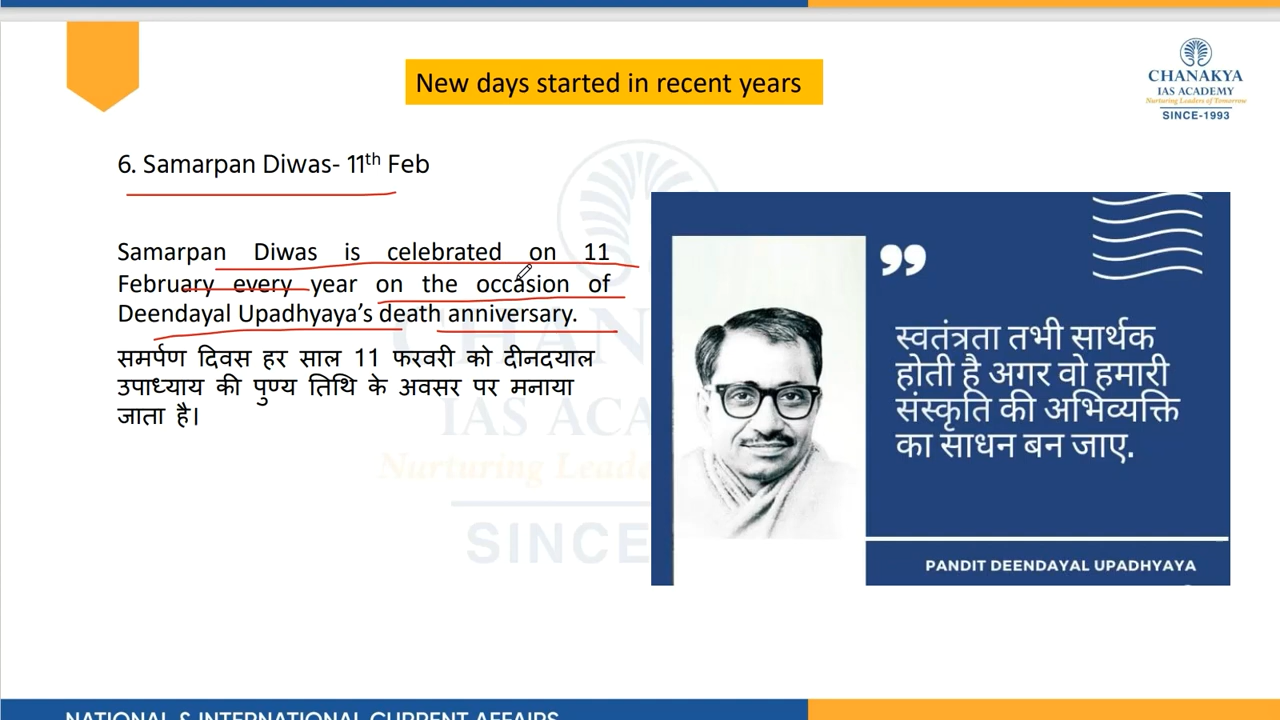 New days started in recent years
CHANAKYA
IAS ACADEMY
Nurturing Leaders of Tomorrow
SINCE-1993
6. Samarpan Diwas- 11th Feb
Samarpan Diwas is celebrated on 11
February every year on the occasion of
Deendayal Upadhyaya's death anniversary.
समर्पण दिवस हर साल 11 फरवरी को दीनदयाल
उपाध्याय की पुण्य तिथि के अवसर पर मनाया
जाता है।
स्वतंत्रता तभी सार्थक
होती है अगर वो हमारी
संस्कृति की अभिव्यक्ति
का साधन बन जाए.
PANDIT DEENDAYAL UPADHYAYA
NATIONAL & INTERNATIONAL CURRENT AFFAIRS